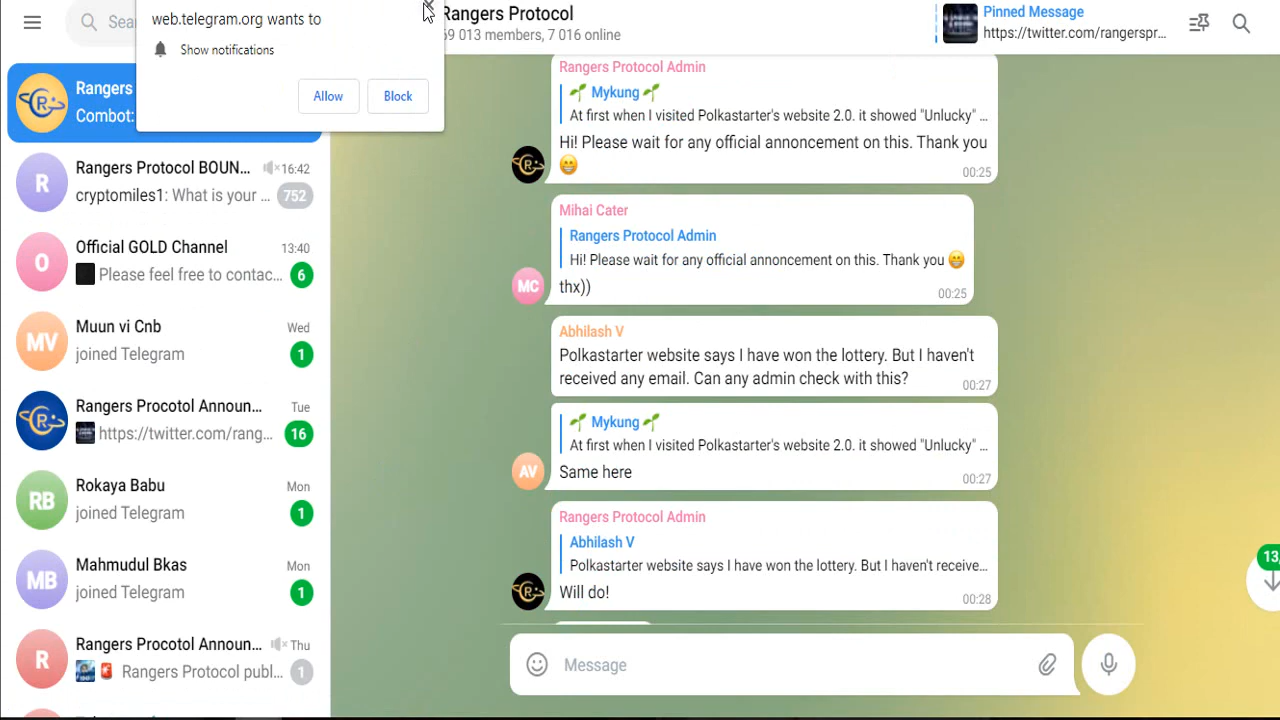 web.telegram.org wants to
Show notifications
Allow
Block
Sea
Rangers
Combot:
Rangers Protocol BOUN... 16:42
cryptomiles1: What is your ... 752
R
Official GOLD Channel 13:40
Please feel free to contac... 6
O
Muun vi Cnb Wed
joined Telegram 1
MV
Rangers Procotol Announ... Tue
https://twitter.com/rang... 16
Rokaya Babu Mon
joined Telegram 1
RB
Mahmudul Bkas Mon
joined Telegram 1
MB
Rangers Procotol Announ... Thu
Rangers Protocol publ... 1
R
Rangers Protocol
69 013 members, 7 016 online
Pinned Message
https://twitter.com/rangerspr...
Rangers Protocol Admin
Mykung
At first when I visited Polkastarter's website 2.0. it showed "Unlucky" ...
Hi! Please wait for any official annoncement on this. Thank you
00:25
Mihai Cater
Rangers Protocol Admin
Hi! Please wait for any official annoncement on this. Thank you
thx))
00:25
MC
Abhilash V
Polkastarter website says I have won the lottery. But I haven't
received any email. Can any admin check with this?
00:27
Mykung
At first when I visited Polkastarter's website 2.0. it showed "Unlucky" ...
Same here
00:27
AV
Rangers Protocol Admin
Abhilash V
Polkastarter website says I have won the lottery. But I haven't receive...
Will do!
00:28
13
Message